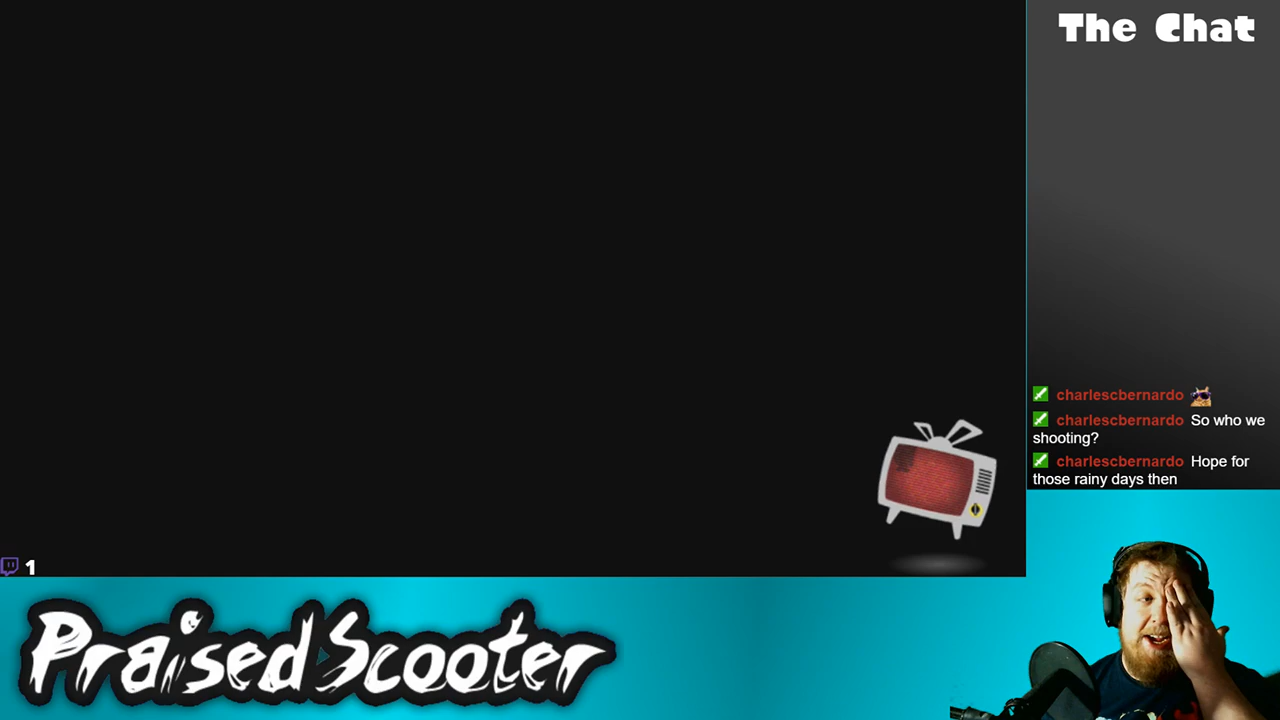 The Chat
charlescbernardo
charlescbernardo So who we
shooting?
charlescbernardo Hope for
those rainy days then
1
PraisedScooter